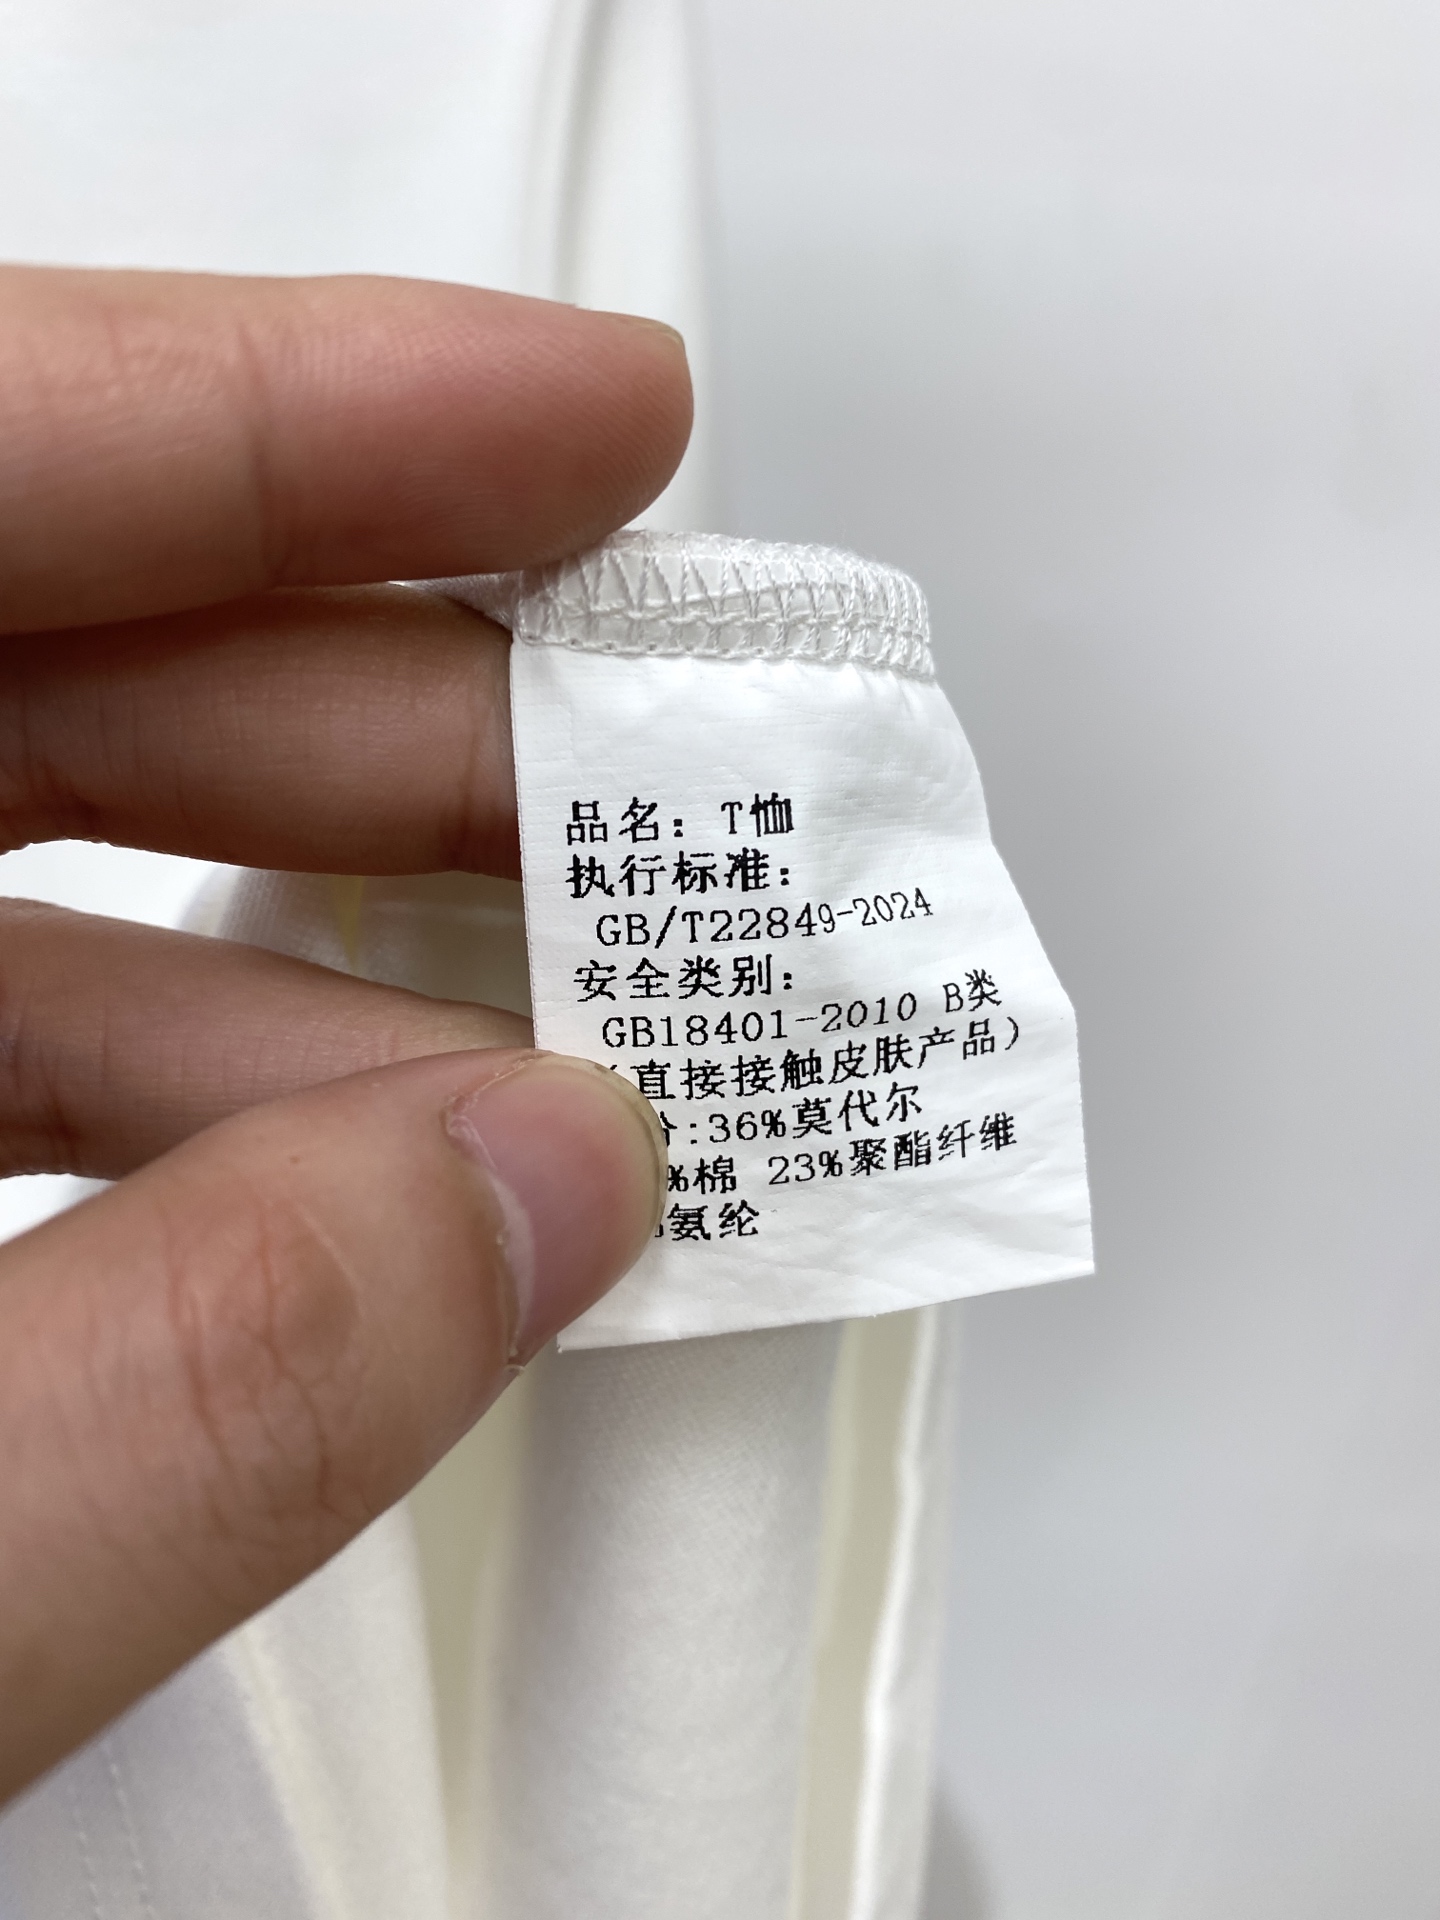 品名：T恤
执行标准：
GB/T22849-2024
安全类别：
GB18401-2010 B类
（直接接触皮肤产品）
:36%莫代尔
%棉 23%聚酯纤维
氨纶